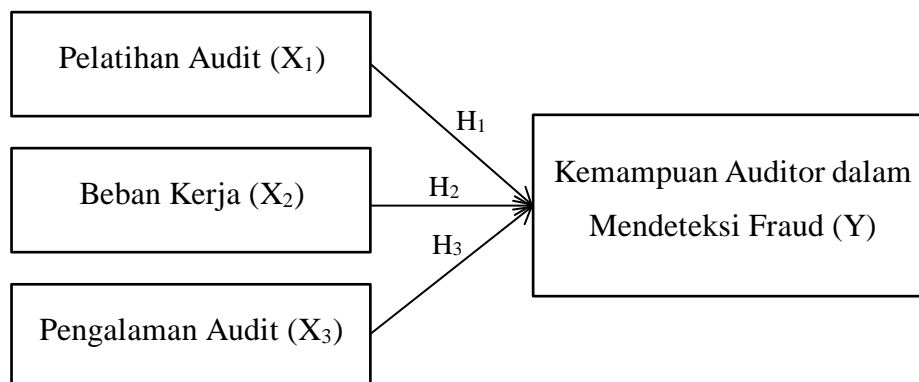 Pelatihan Audit (X₁)
H₁
Beban Kerja (X₂)
H₂
Kemampuan Auditor dalam
Mendeteksi Fraud (Y)
H₃
Pengalaman Audit (X₃)